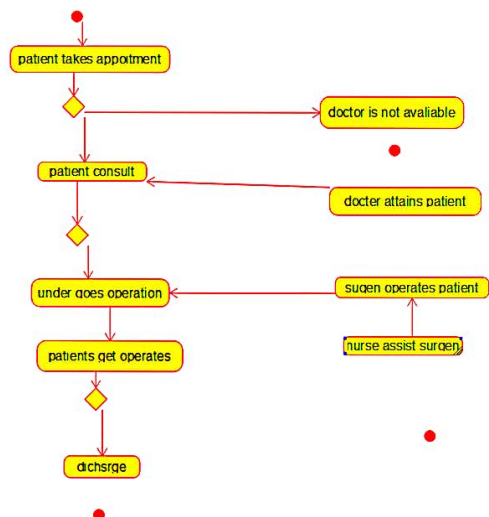 patient takes appoitment
doctor is not avaliable
patient consult
docter attains patient
under goes operation
sugen operates patient
nurse assist surgen
patients get operates
dichsrge